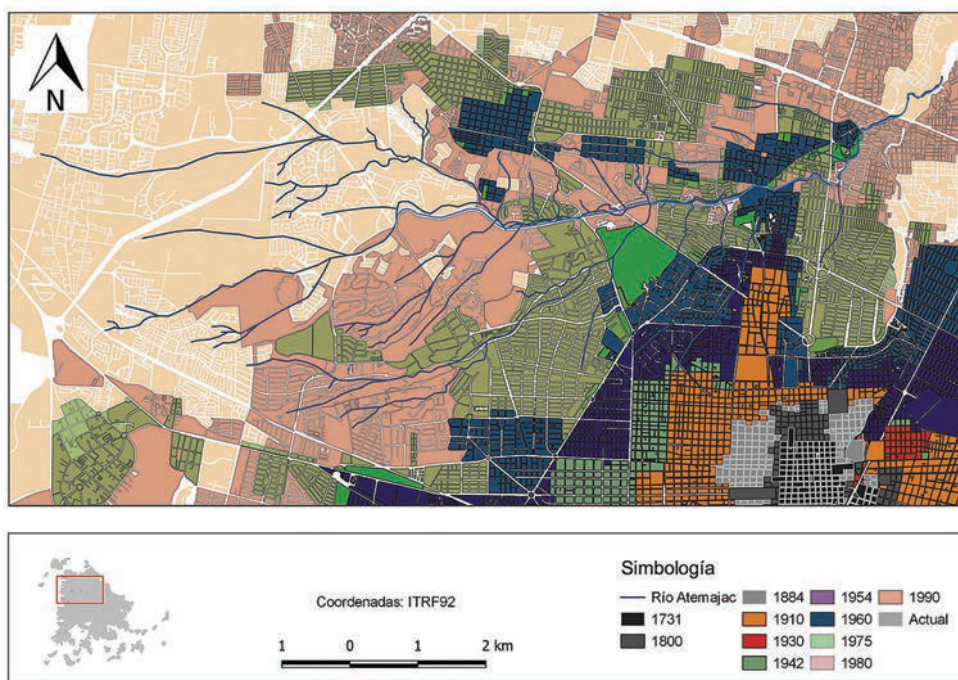 N
Simbología
Río Atemajac
1731
1800
1884
1910
1930
1942
1954
1960
1975
1980
1990
Actual
Coordenadas: ITRF92
1 0 1 2 km